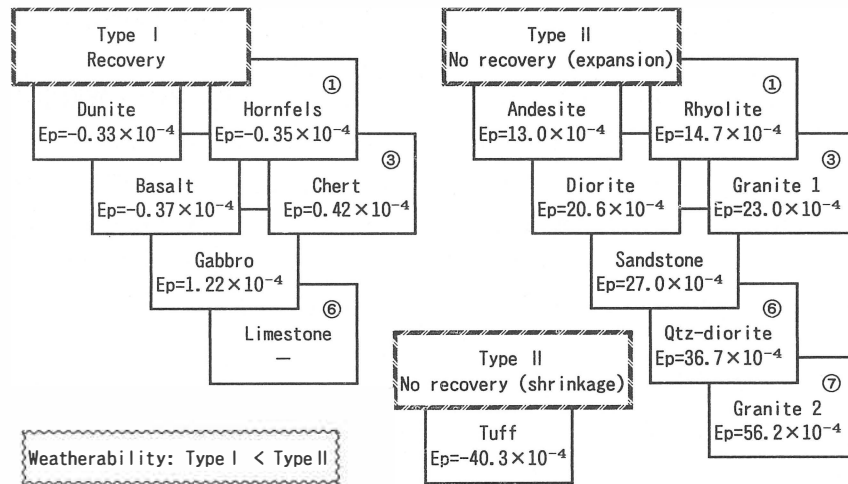 Type Ⅰ
Recovery
①
Dunite
Ep=-0.33×10⁻⁴
Hornfels
Ep=-0.35×10⁻⁴
③
Basalt
Ep=-0.37×10⁻⁴
Chert
Ep=0.42×10⁻⁴
Gabbro
Ep=1.22×10⁻⁴
⑥
Limestone
—
Type Ⅱ
No recovery (expansion)
①
Andesite
Ep=13.0×10⁻⁴
Rhyolite
Ep=14.7×10⁻⁴
③
Diorite
Ep=20.6×10⁻⁴
Granite 1
Ep=23.0×10⁻⁴
Sandstone
Ep=27.0×10⁻⁴
⑥
Qtz-diorite
Ep=36.7×10⁻⁴
⑦
Granite 2
Ep=56.2×10⁻⁴
Type Ⅱ
No recovery (shrinkage)
Tuff
Ep=-40.3×10⁻⁴
Weatherability: TypeⅠ < TypeⅡ